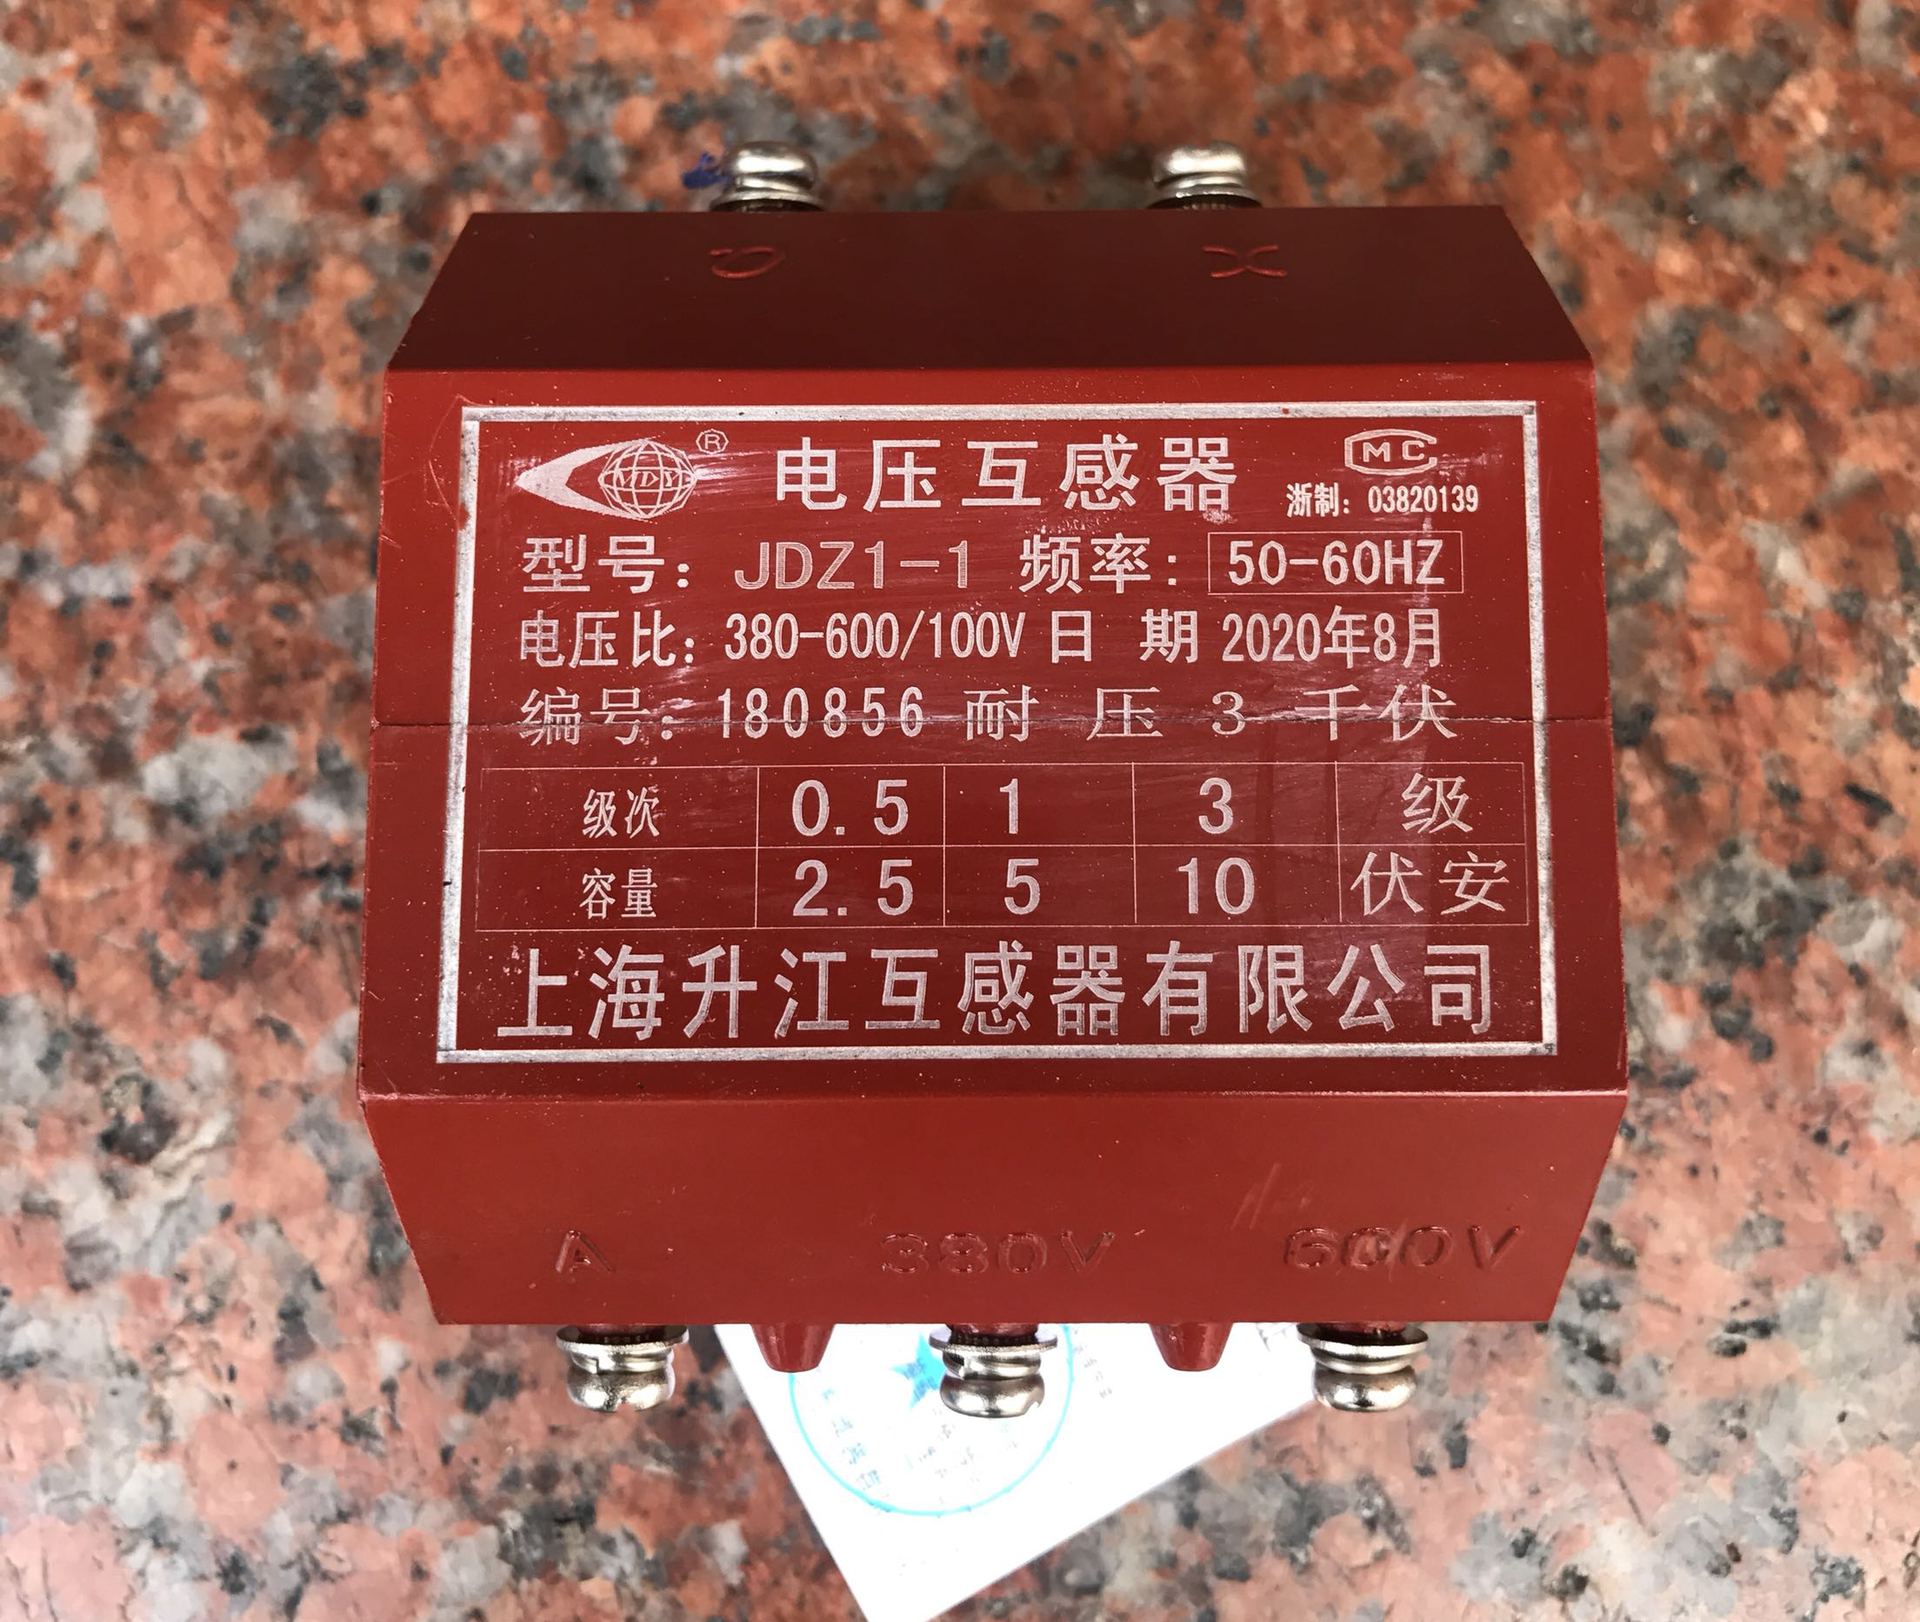 a X
MDSY ® 电压互感器 MC
浙制: 03820139
型号: JDZ1-1 频率: 50-60HZ
电压比: 380-600/100V 日 期 2020年8月
编号: 180856 耐 压 3 千伏
级次 0.5 1 3 级
容量 2.5 5 10 伏安
上海升江互感器有限公司
A 380V 600V